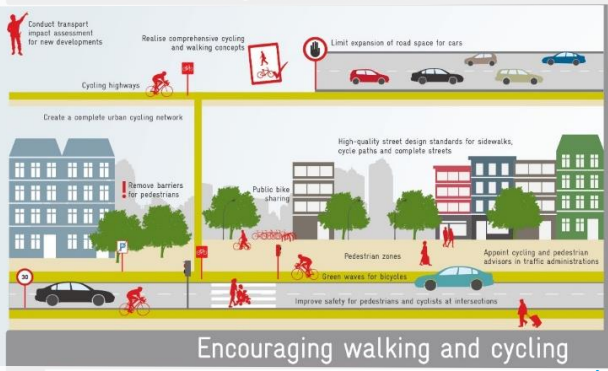 Conduct transport
impact assessment
for new developments
Realise comprehensive cycling
and walking concepts
Limit expansion of road space for cars
Cycling highways
Create a complete urban cycling network
High-quality street design standards for sidewalks,
cycle paths and complete streets
! Remove barriers
for pedestrians
Public bike
sharing
P
Pedestrian zones
Appoint cycling and pedestrian
advisors in traffic administrations
30
Green waves for bicycles
Improve safety for pedestrians and cyclists at intersections
Encouraging walking and cycling